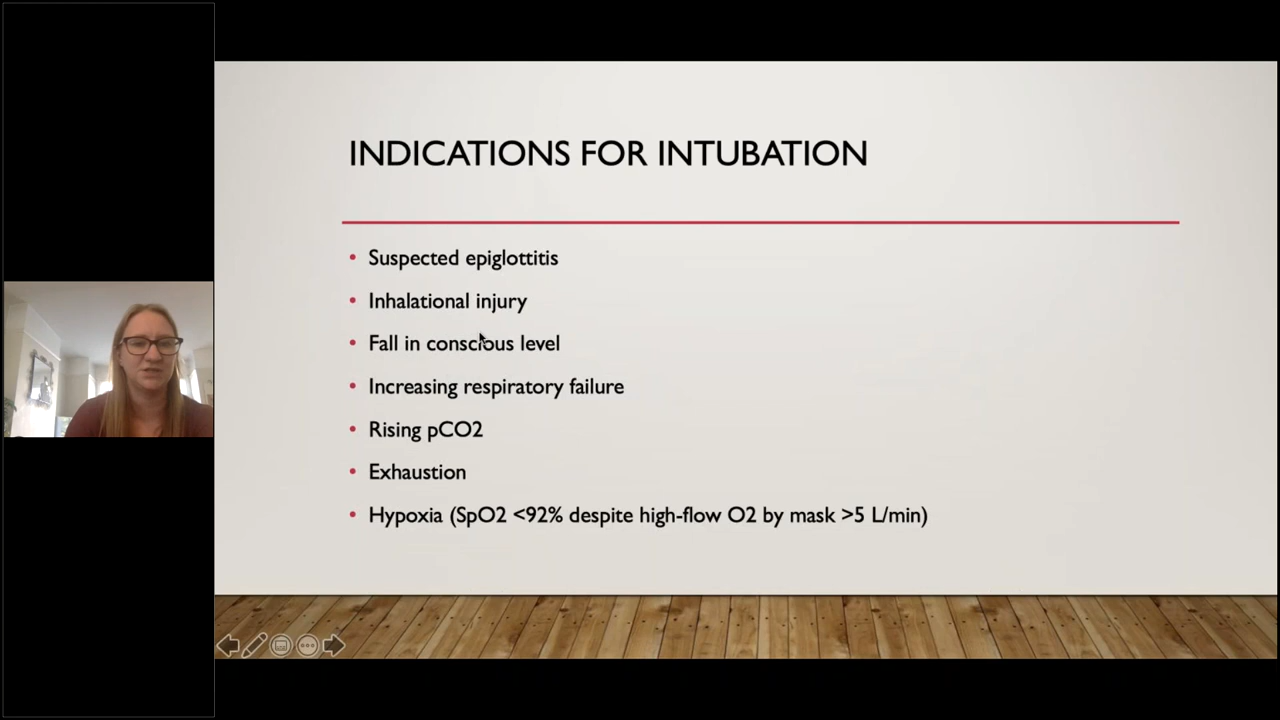 INDICATIONS FOR INTUBATION
• Suspected epiglottitis
• Inhalational injury
• Fall in conscious level
• Increasing respiratory failure
• Rising pCO2
• Exhaustion
• Hypoxia (SpO2 <92% despite high-flow O2 by mask >5 L/min)